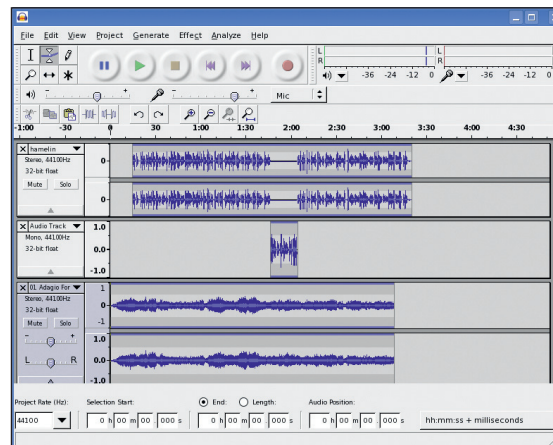 File Edit View Project Generate Effect Analyze Help
L
R
-36 -24 -12 0
L
R
-36 -24 -12 0
- +
- +
Mic
-1:00 -30 0 30 1:00 1:30 2:00 2:30 3:00 3:30 4:00 4:30
hamelin
Stereo, 44100Hz
32-bit float
Mute Solo
0-
0-
Audio Track
Mono, 44100Hz
32-bit float
1.0
0.0-
-1.0
01. Adagio For
Stereo, 44100Hz
32-bit float
Mute Solo
- +
L R
1
0-
-1
1.0
0.0-
-1.0
Project Rate (Hz): Selection Start: End: Length: Audio Position:
44100 0 h 00 m 00 . 000 s 0 h 00 m 00 . 000 s 0 h 00 m 00 . 000 s hh:mm:ss + milliseconds